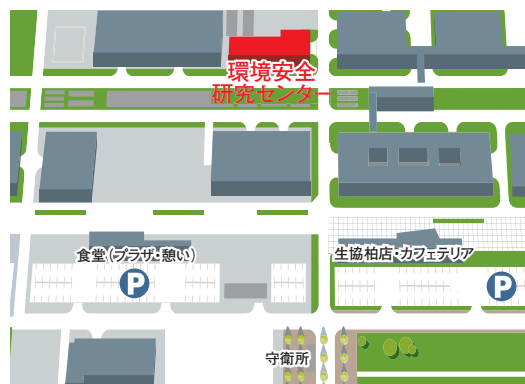 環境安全
研究センター
食堂（プラザ・憩い）
生協柏店・カフェテリア
P
P
守衛所